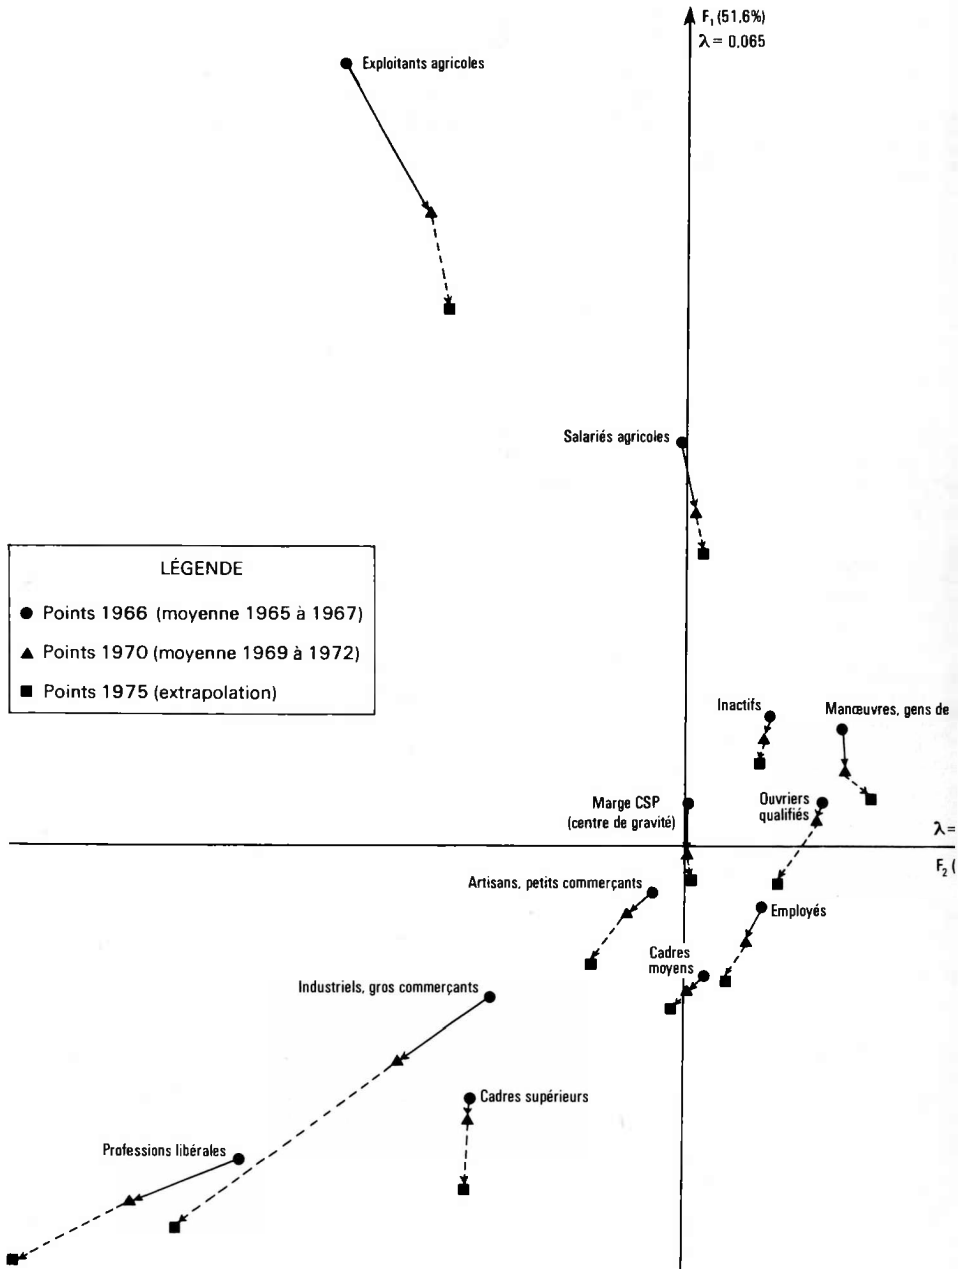 F₁ (51.6%)
λ = 0.065
Exploitants agricoles
Salariés agricoles
LÉGENDE
● Points 1966 (moyenne 1965 à 1967)
▲ Points 1970 (moyenne 1969 à 1972)
■ Points 1975 (extrapolation)
Inactifs
Manœuvres, gens de
Marge CSP
(centre de gravité)
Ouvriers
qualifiés
λ =
F₂ (
Artisans, petits commerçants
Employés
Cadres
moyens
Industriels, gros commerçants
Cadres supérieurs
Professions libérales